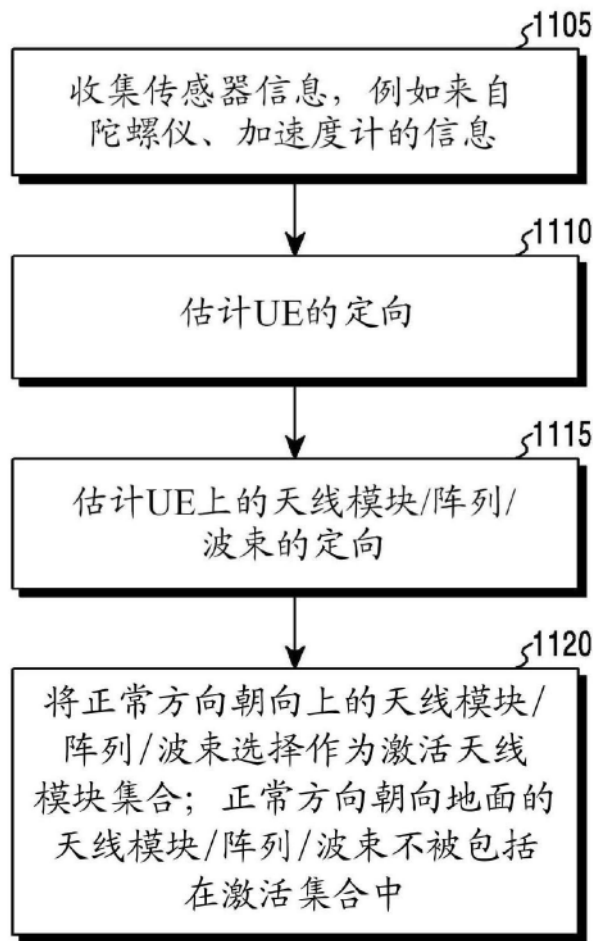 1105
收集传感器信息，例如来自
陀螺仪、加速度计的信息
1110
估计UE的定向
1115
估计UE上的天线模块/阵列/
波束的定向
1120
将正常方向朝向上的天线模块/
阵列/波束选择作为激活天线
模块集合；正常方向朝向地面的
天线模块/阵列/波束不被包括
在激活集合中